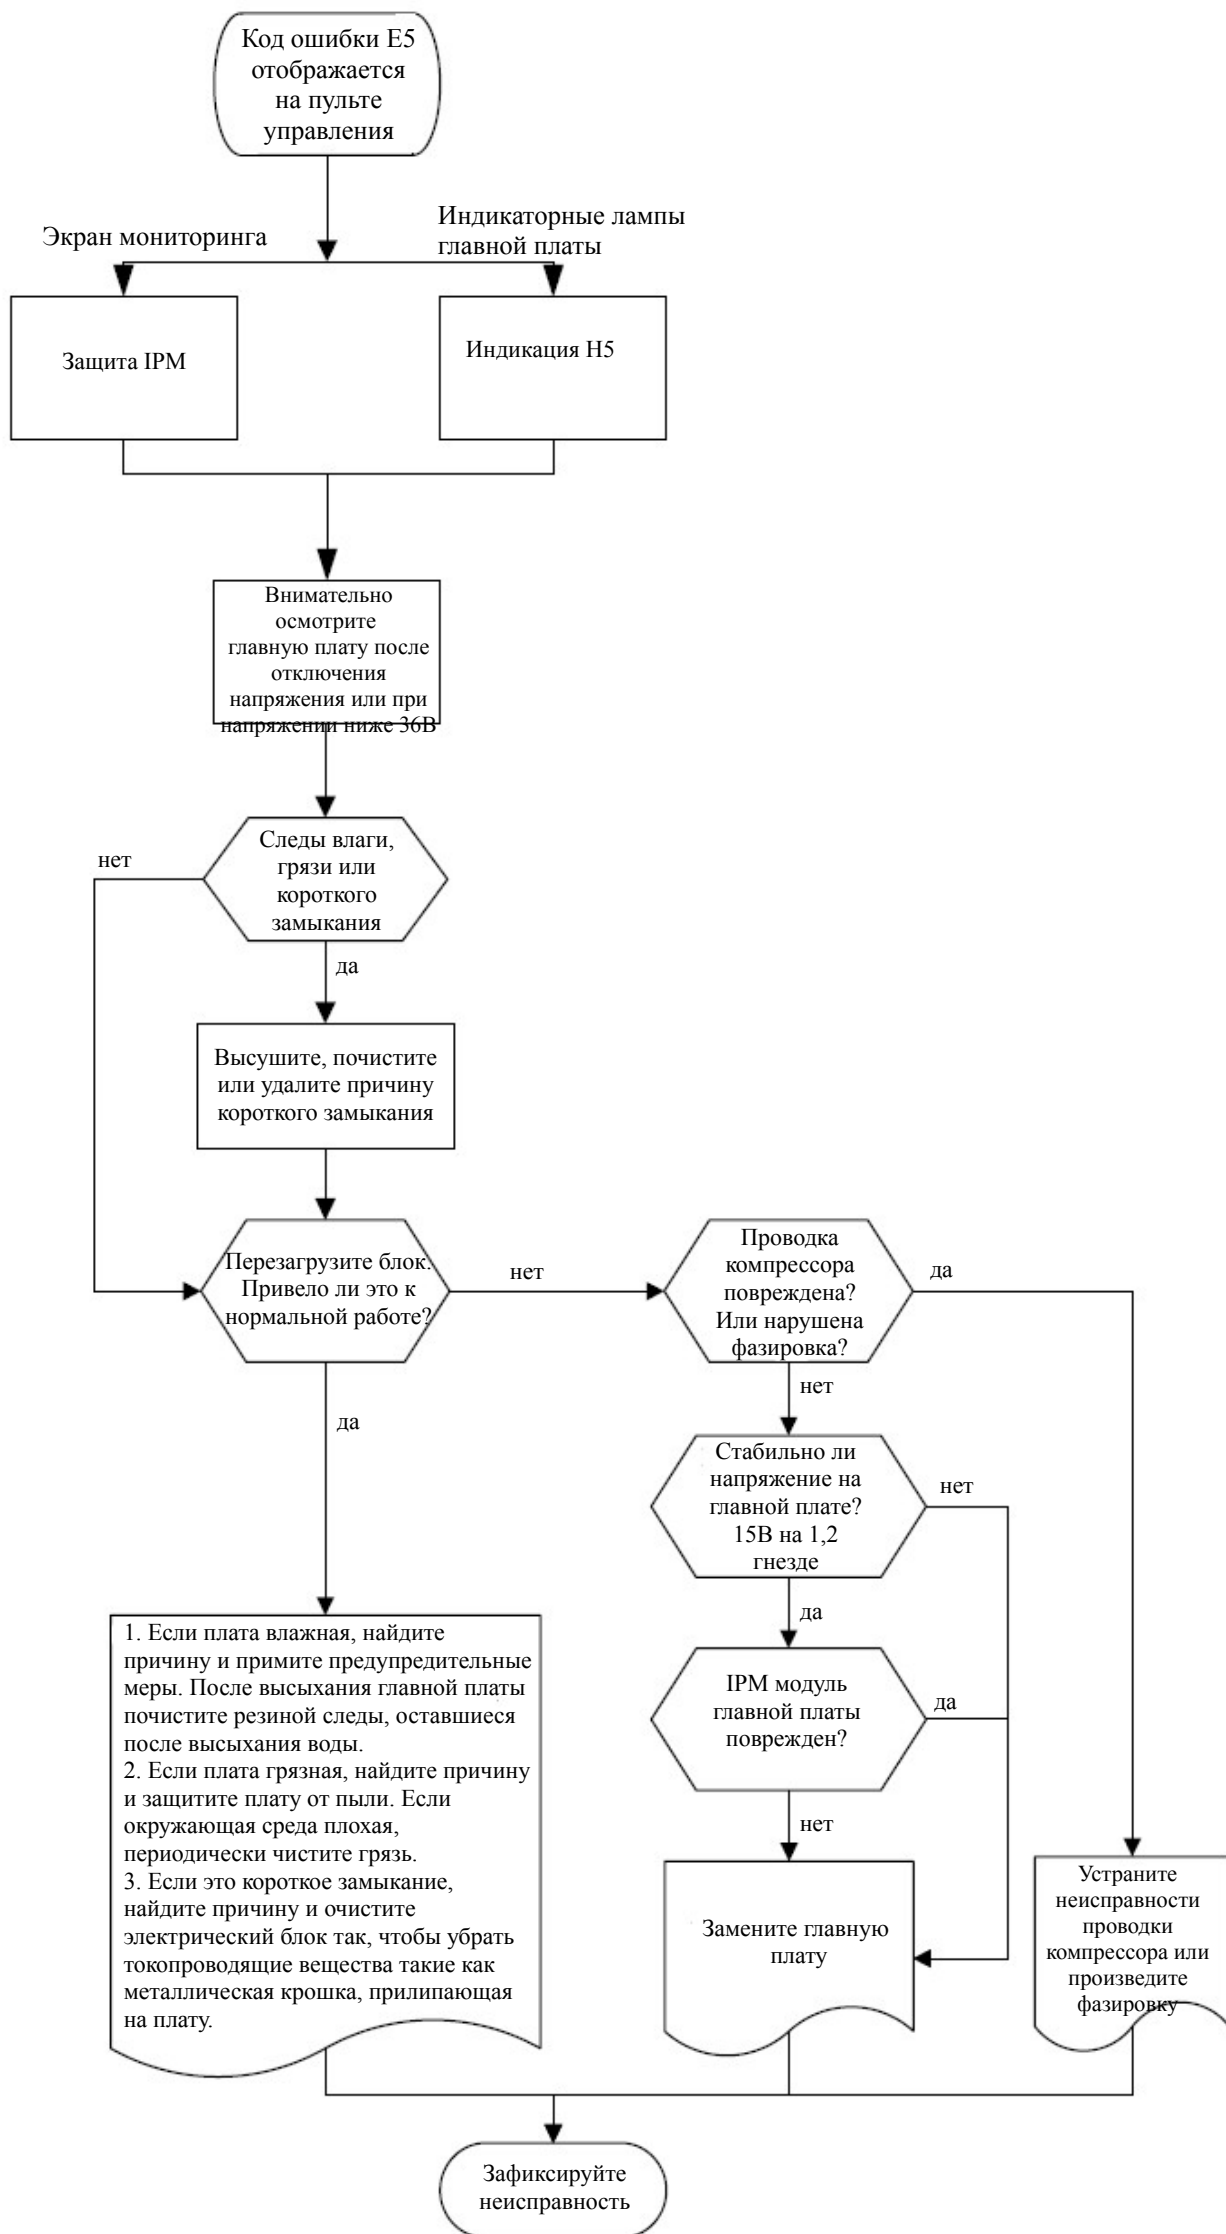 Код ошибки E5
отображается
на пульте
управления
Экран мониторинга
Индикаторные лампы
главной платы
Защита IPM
Индикация H5
Внимательно
осмотрите
главную плату после
отключения
напряжения или при
напряжении ниже 36В
Следы влаги,
грязи или
короткого
замыкания
нет
да
Высушите, почистите
или удалите причину
короткого замыкания
Перезагрузите блок.
Привело ли это к
нормальной работе?
нет
Проводка
компрессора
повреждена?
Или нарушена
фазировка?
да
нет
да
Стабильно ли
напряжение на
главной плате?
15В на 1,2
гнезде
нет
да
IPM модуль
главной платы
поврежден?
да
нет
1. Если плата влажная, найдите
причину и примите предупредительные
меры. После высыхания главной платы
почистите резиной следы, оставшиеся
после высыхания воды.
2. Если плата грязная, найдите причину
и защитите плату от пыли. Если
окружающая среда плохая,
периодически чистите грязь.
3. Если это короткое замыкание,
найдите причину и очистите
электрический блок так, чтобы убрать
токопроводящие вещества такие как
металлическая крошка, прилипающая
на плату.
Замените главную
плату
Устраните
неисправности
проводки
компрессора или
произведите
фазировку
Зафиксируйте
неисправность